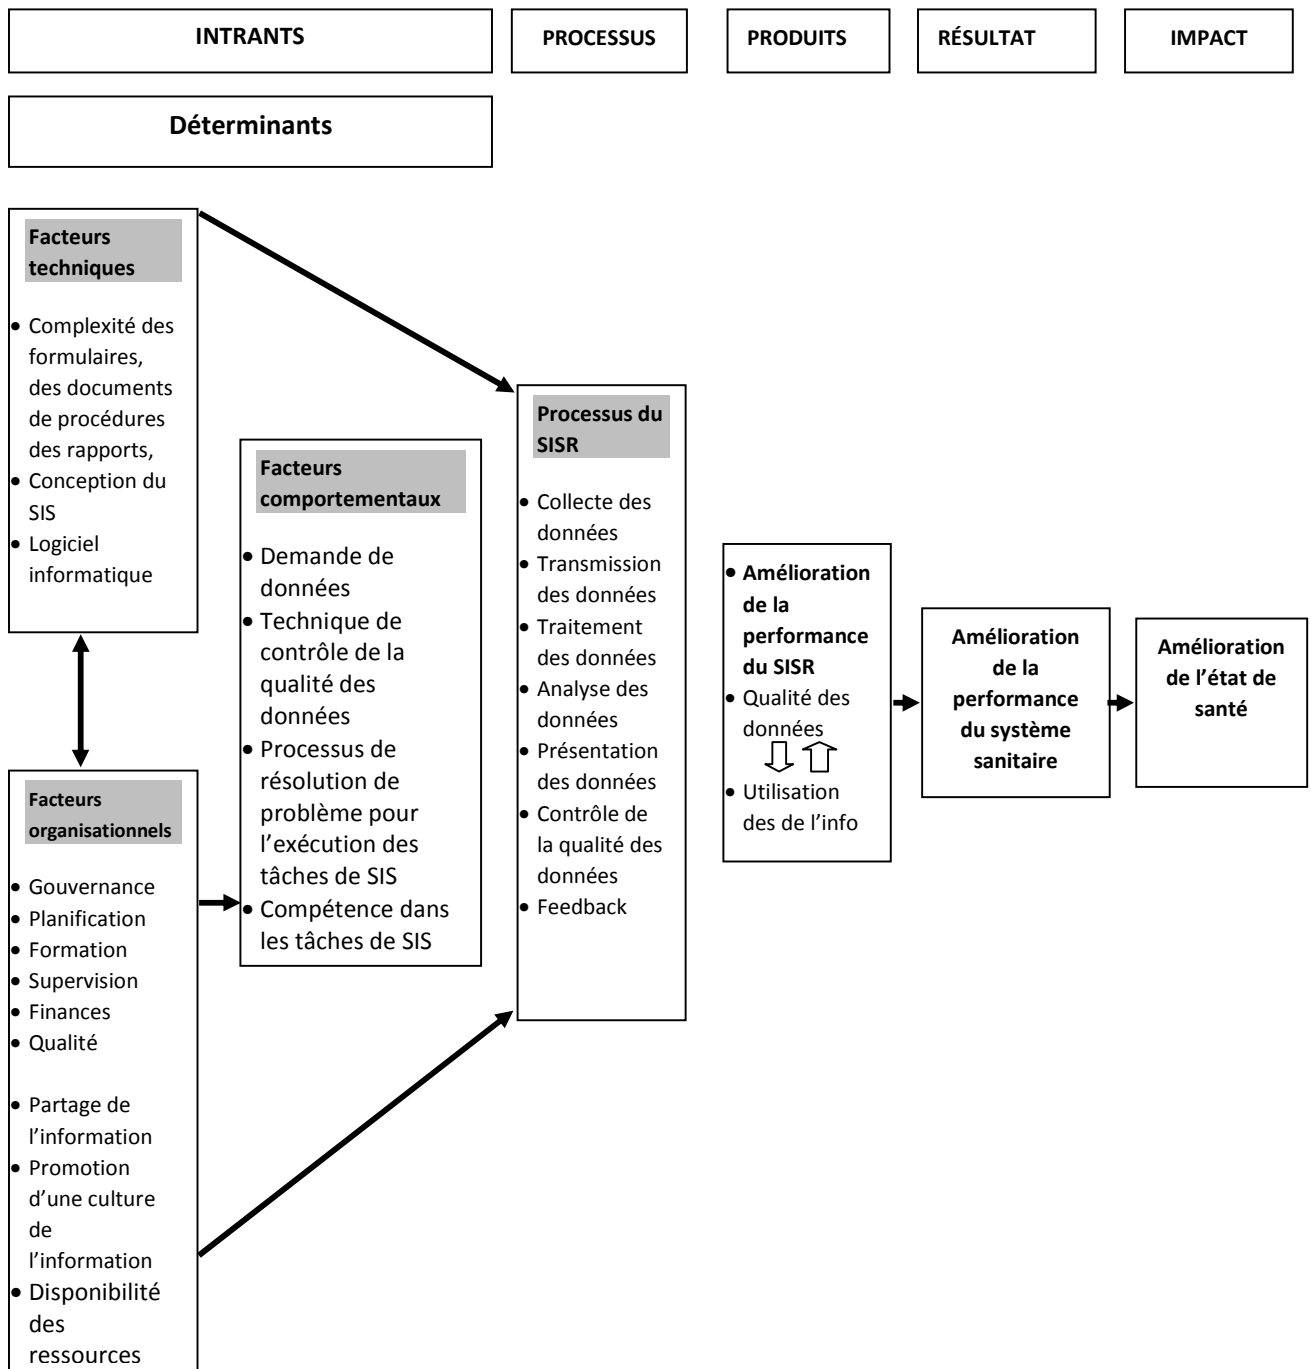 INTRANTS
PROCESSUS
PRODUITS
RÉSULTAT
IMPACT
Déterminants
Facteurs
techniques
• Complexité des
formulaires,
des documents
de procédures
des rapports,
• Conception du
SIS
• Logiciel
informatique
Facteurs
organisationnels
• Gouvernance
• Planification
• Formation
• Supervision
• Finances
• Qualité
• Partage de
l’information
• Promotion
d’une culture
de
l’information
• Disponibilité
des
ressources
Facteurs
comportementaux
• Demande de
données
• Technique de
contrôle de la
qualité des
données
• Processus de
résolution de
problème pour
l’exécution des
tâches de SIS
• Compétence dans
les tâches de SIS
Processus du
SISR
• Collecte des
données
• Transmission
des données
• Traitement
des données
• Analyse des
données
• Présentation
des données
• Contrôle de
la qualité des
données
• Feedback
• Amélioration
de la
performance
du SISR
• Qualité des
données
• Utilisation
des de l’info
Amélioration
de la
performance
du système
sanitaire
Amélioration
de l’état de
santé